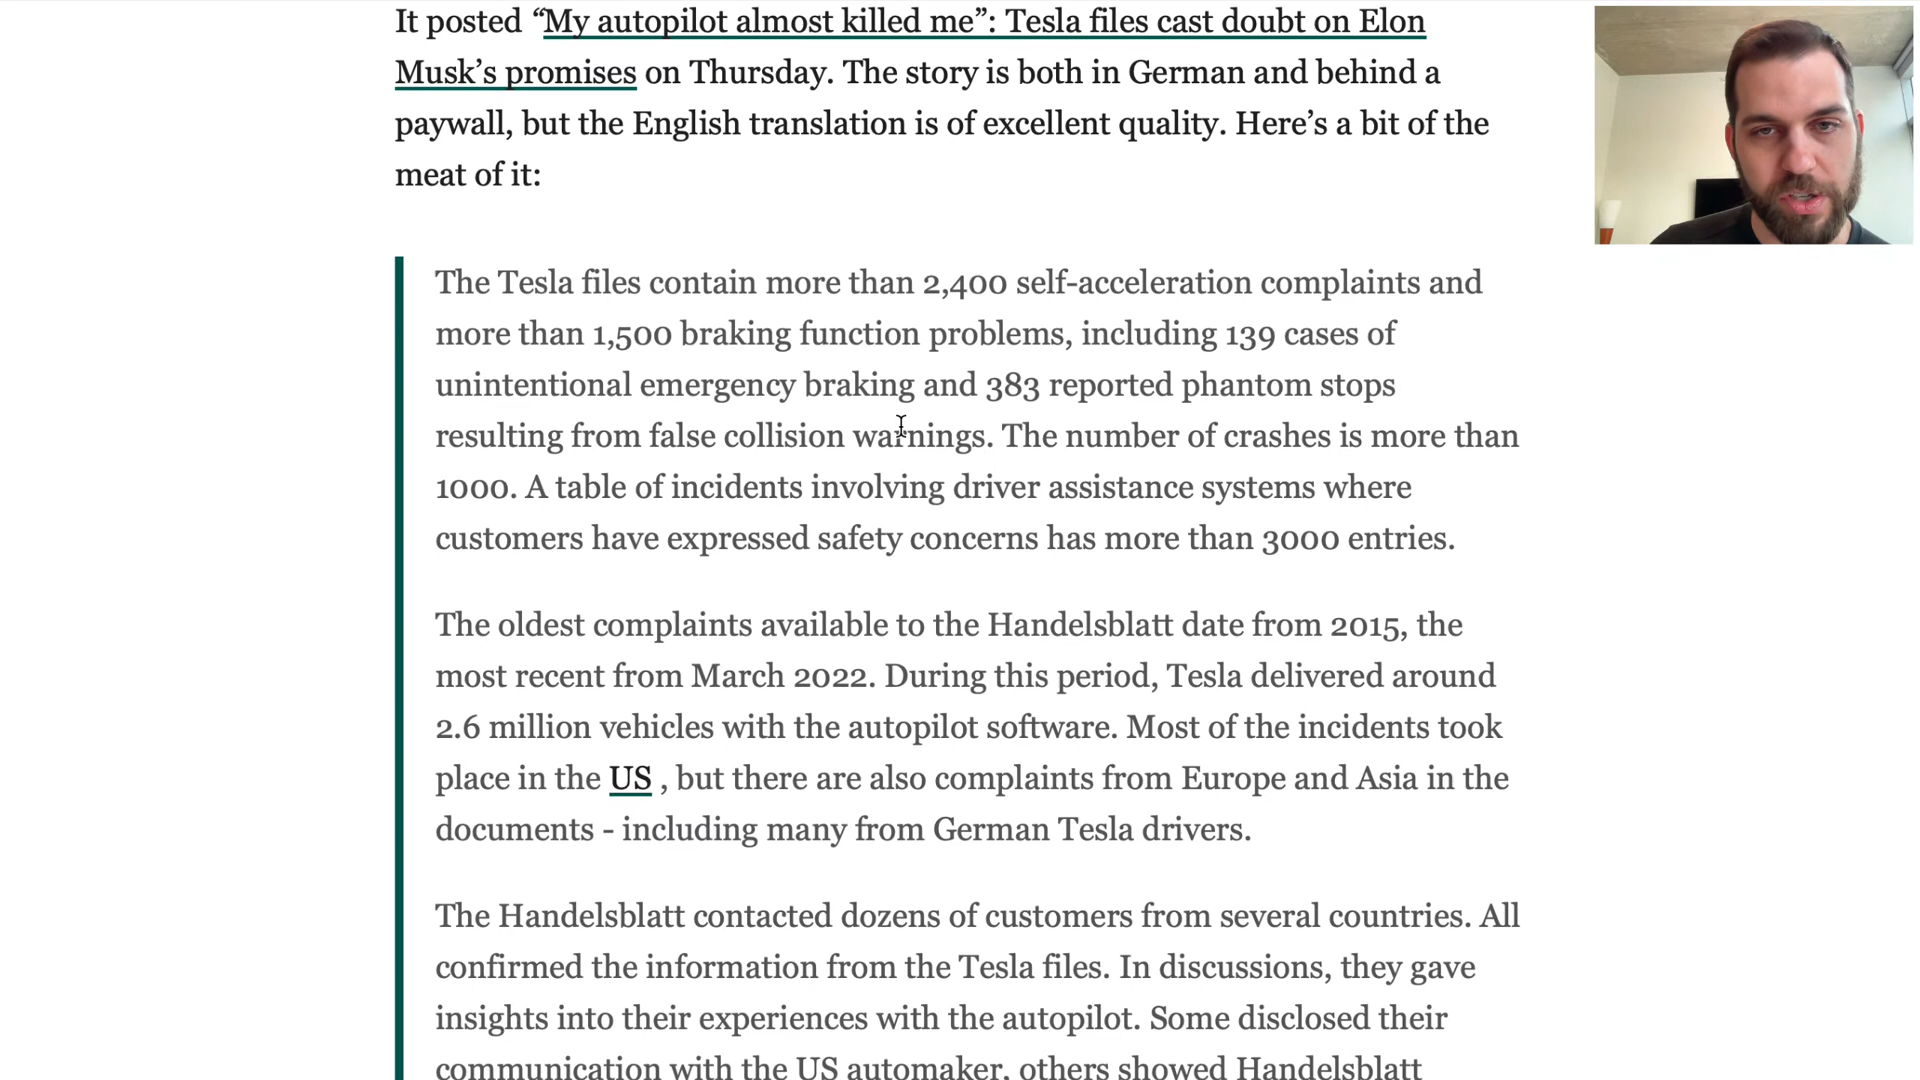 It posted “My autopilot almost killed me”: Tesla files cast doubt on Elon
Musk’s promises on Thursday. The story is both in German and behind a
paywall, but the English translation is of excellent quality. Here’s a bit of the
meat of it:
The Tesla files contain more than 2,400 self-acceleration complaints and
more than 1,500 braking function problems, including 139 cases of
unintentional emergency braking and 383 reported phantom stops
resulting from false collision warnings. The number of crashes is more than
1000. A table of incidents involving driver assistance systems where
customers have expressed safety concerns has more than 3000 entries.
The oldest complaints available to the Handelsblatt date from 2015, the
most recent from March 2022. During this period, Tesla delivered around
2.6 million vehicles with the autopilot software. Most of the incidents took
place in the US , but there are also complaints from Europe and Asia in the
documents - including many from German Tesla drivers.
The Handelsblatt contacted dozens of customers from several countries. All
confirmed the information from the Tesla files. In discussions, they gave
insights into their experiences with the autopilot. Some disclosed their
communication with the US automaker, others showed Handelsblatt